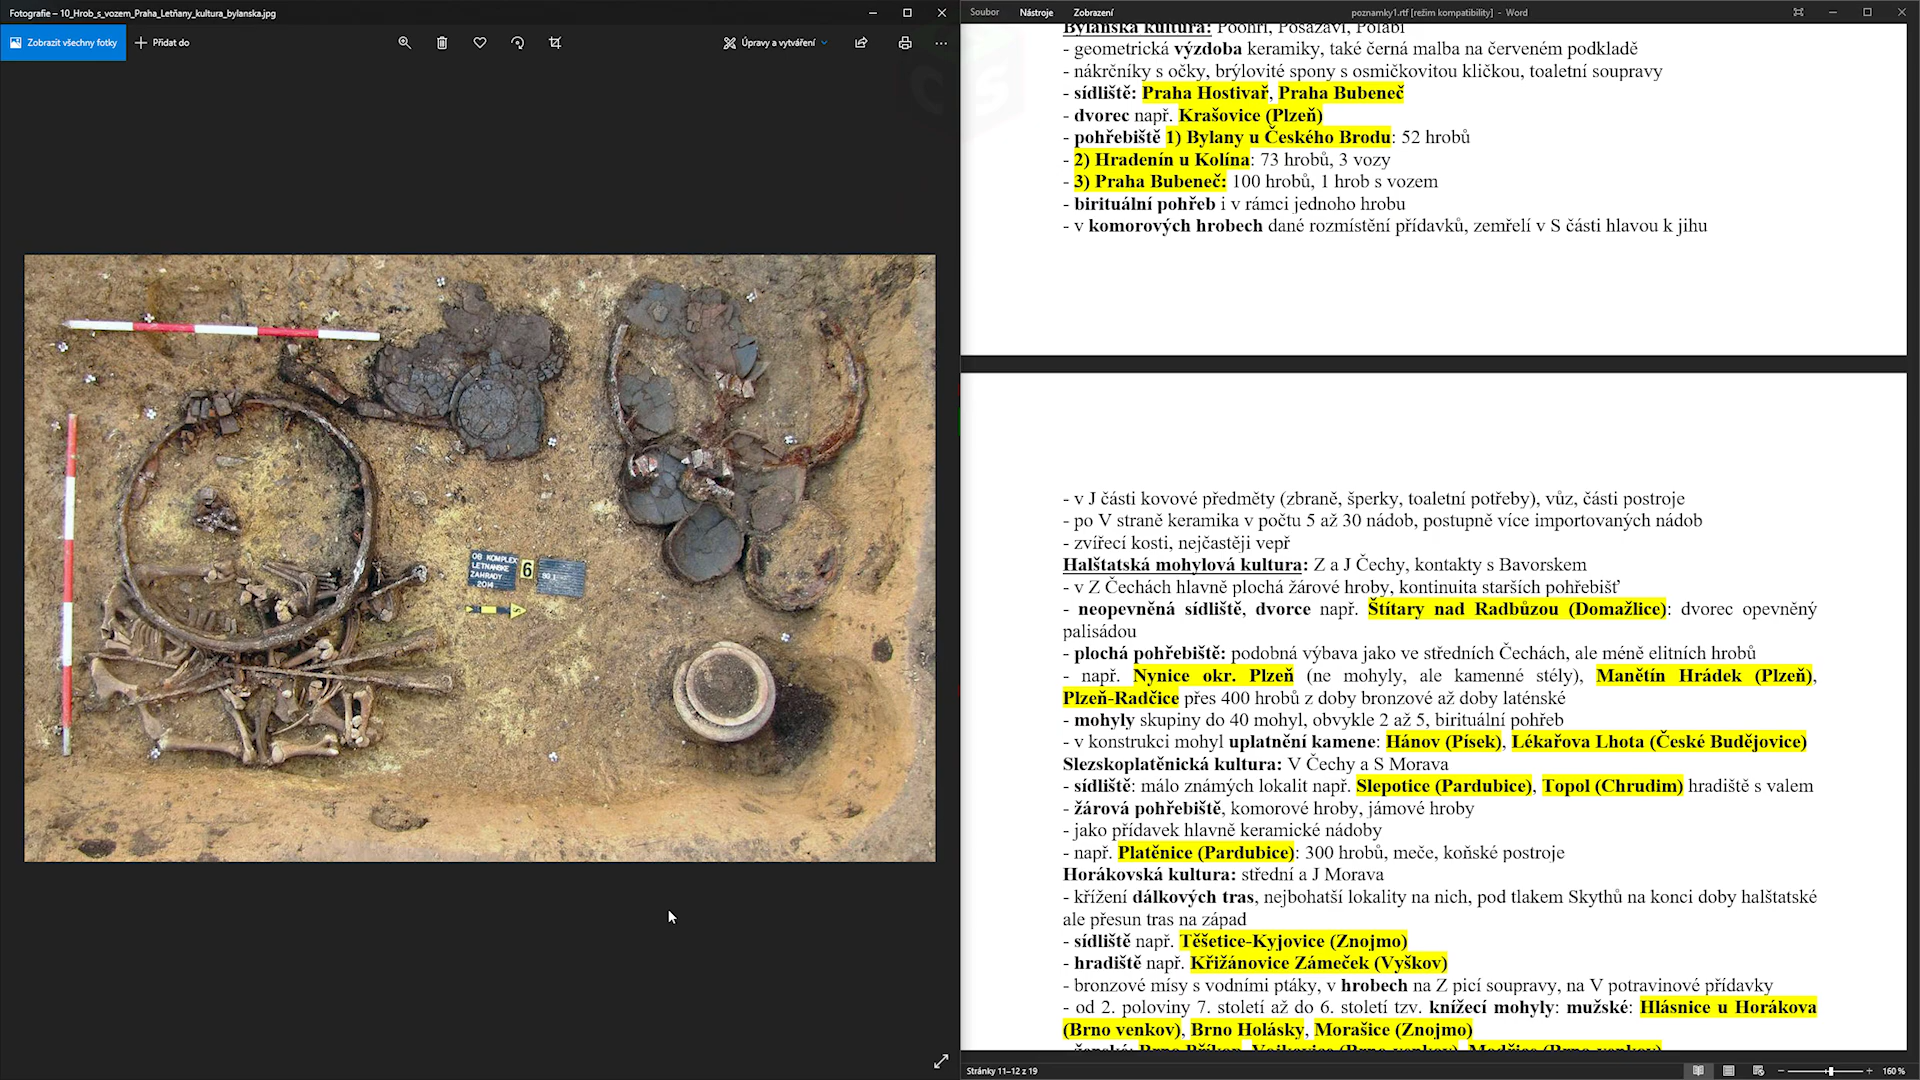 Fotografie – 10_Hrob_s_vozem_Praha_Letňany_kultura_bylanska.jpg
Zobrazit všechny fotky
Přidat do
Úpravy a vytváření
OB KOMPLEX
LETNANSKE
ZAHRADY
2014
6
Soubor
Nástroje
Zobrazení
poznamky1.rtf [režim kompatibility] - Word
Bylanská kultura: Poohří, Posázaví, Polabí
- geometrická výzdoba keramiky, také černá malba na červeném podkladě
- nákrčníky s očky, brýlovité spony s osmičkovitou kličkou, toaletní soupravy
- sídliště: Praha Hostivař, Praha Bubeneč
- dvorec např. Krašovice (Plzeň)
- pohřebiště 1) Bylany u Českého Brodu: 52 hrobů
- 2) Hradenín u Kolína: 73 hrobů, 3 vozy
- 3) Praha Bubeneč: 100 hrobů, 1 hrob s vozem
- birituální pohřeb i v rámci jednoho hrobu
- v komorových hrobech dané rozmístění přídavků, zemřelí v S části hlavou k jihu
- v J části kovové předměty (zbraně, šperky, toaletní potřeby), vůz, části postroje
- po V straně keramika v počtu 5 až 30 nádob, postupně více importovaných nádob
- zvířecí kosti, nejčastěji vepř
Halštatská mohylová kultura: Z a J Čechy, kontakty s Bavorskem
- v Z Čechách hlavně plochá žárové hroby, kontinuita starších pohřebišť
- neopevněná sídliště, dvorce např. Štítary nad Radbůzou (Domažlice): dvorec opevněný
palisádou
- plochá pohřebiště: podobná výbava jako ve středních Čechách, ale méně elitních hrobů
- např. Nynice okr. Plzeň (ne mohyly, ale kamenné stély), Manětín Hrádek (Plzeň),
Plzeň-Radčice přes 400 hrobů z doby bronzové až doby laténské
- mohyly skupiny do 40 mohyl, obvykle 2 až 5, birituální pohřeb
- v konstrukci mohyl uplatnění kamene: Hánov (Písek), Lékařova Lhota (České Budějovice)
Slezskoplatěnická kultura: V Čechy a S Morava
- sídliště: málo známých lokalit např. Slepotice (Pardubice), Topol (Chrudim) hradiště s valem
- žárová pohřebiště, komorové hroby, jámové hroby
- jako přídavek hlavně keramické nádoby
- např. Platěnice (Pardubice): 300 hrobů, meče, koňské postroje
Horákovská kultura: střední a J Morava
- křížení dálkových tras, nejbohatší lokality na nich, pod tlakem Skythů na konci doby halštatské
ale přesun tras na západ
- sídliště např. Těšetice-Kyjovice (Znojmo)
- hradiště např. Křižánovice Zámeček (Vyškov)
- bronzové mísy s vodními ptáky, v hrobech na Z picí soupravy, na V potravinové přídavky
- od 2. poloviny 7. století až do 6. století tzv. knížecí mohyly: mužské: Hlásnice u Horákova
(Brno venkov), Brno Holásky, Morašice (Znojmo)
Stránky 11–12 z 19
160 %